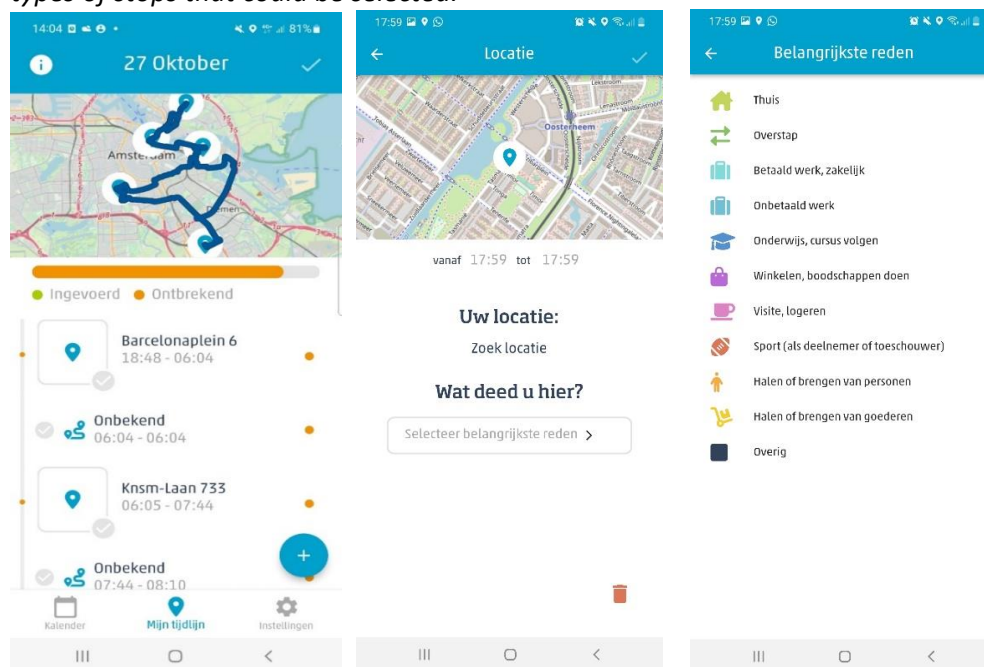 types of stops that could be selected.
14:04 81%
27 Oktober
Amsterdam
Diemen
Ingevoerd Ontbrekend
Barcelonaplein 6
18:48 - 06:04
Onbekend
06:04 - 06:04
Knsm-Laan 733
06:05 - 07:44
Onbekend
07:44 - 08:10
+
Kalender Mijn tijdlijn Instellingen
17:59
Locatie
Oosterheem
vanaf 17:59 tot 17:59
Uw locatie:
Zoek locatie
Wat deed u hier?
Selecteer belangrijkste reden >
17:59
Belangrijkste reden
Thuis
Overstap
Betaald werk, zakelijk
Onbetaald werk
Onderwijs, cursus volgen
Winkelen, boodschappen doen
Visite, logeren
Sport (als deelnemer of toeschouwer)
Halen of brengen van personen
Halen of brengen van goederen
Overig